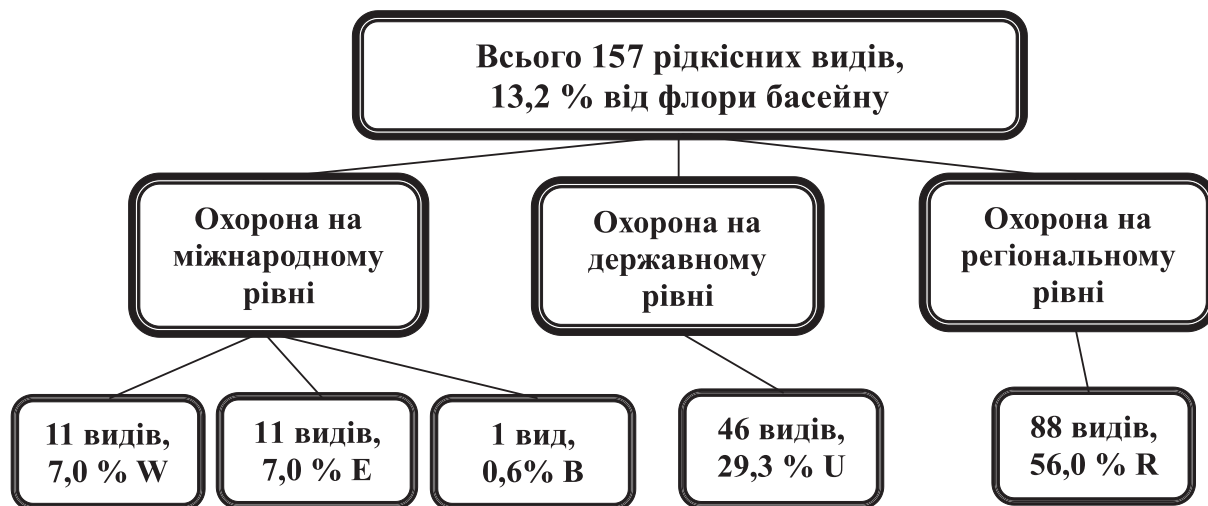 Всього 157 рідкісних видів,
13,2 % від флори басейну
Охорона на
міжнародному
рівні
Охорона на
державному
рівні
Охорона на
регіональному
рівні
11 видів,
7,0 % W
11 видів,
7,0 % E
1 вид,
0,6% B
46 видів,
29,3 % U
88 видів,
56,0 % R